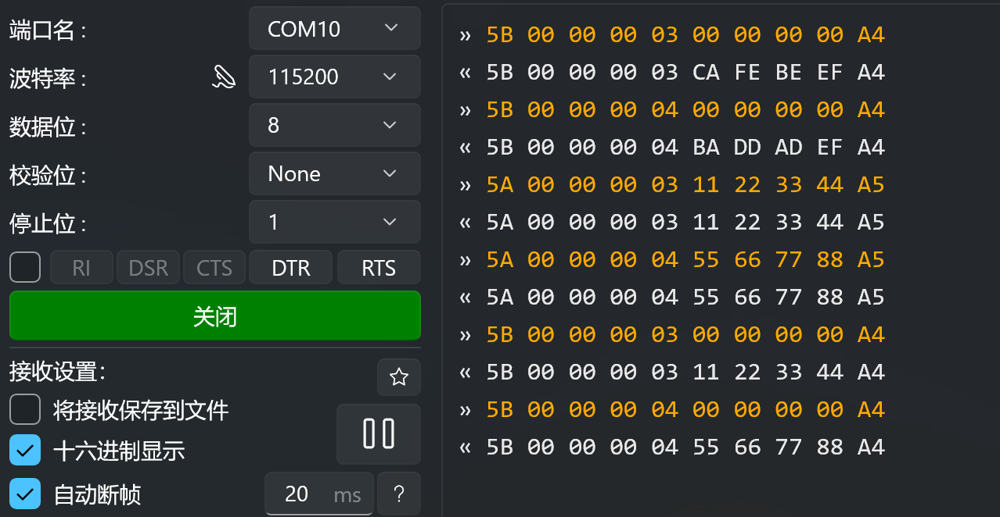 端口名 :
COM10
波特率 :
115200
数据位 :
8
校验位 :
None
停止位 :
1
RI DSR CTS DTR RTS
关闭
接收设置:
将接收保存到文件
十六进制显示
自动断帧
20 ms ?
» 5B 00 00 00 03 00 00 00 00 A4
« 5B 00 00 00 03 CA FE BE EF A4
» 5B 00 00 00 04 00 00 00 00 A4
« 5B 00 00 00 04 BA DD AD EF A4
» 5A 00 00 00 03 11 22 33 44 A5
« 5A 00 00 00 03 11 22 33 44 A5
» 5A 00 00 00 04 55 66 77 88 A5
« 5A 00 00 00 04 55 66 77 88 A5
» 5B 00 00 00 03 00 00 00 00 A4
« 5B 00 00 00 03 11 22 33 44 A4
» 5B 00 00 00 04 00 00 00 00 A4
« 5B 00 00 00 04 55 66 77 88 A4